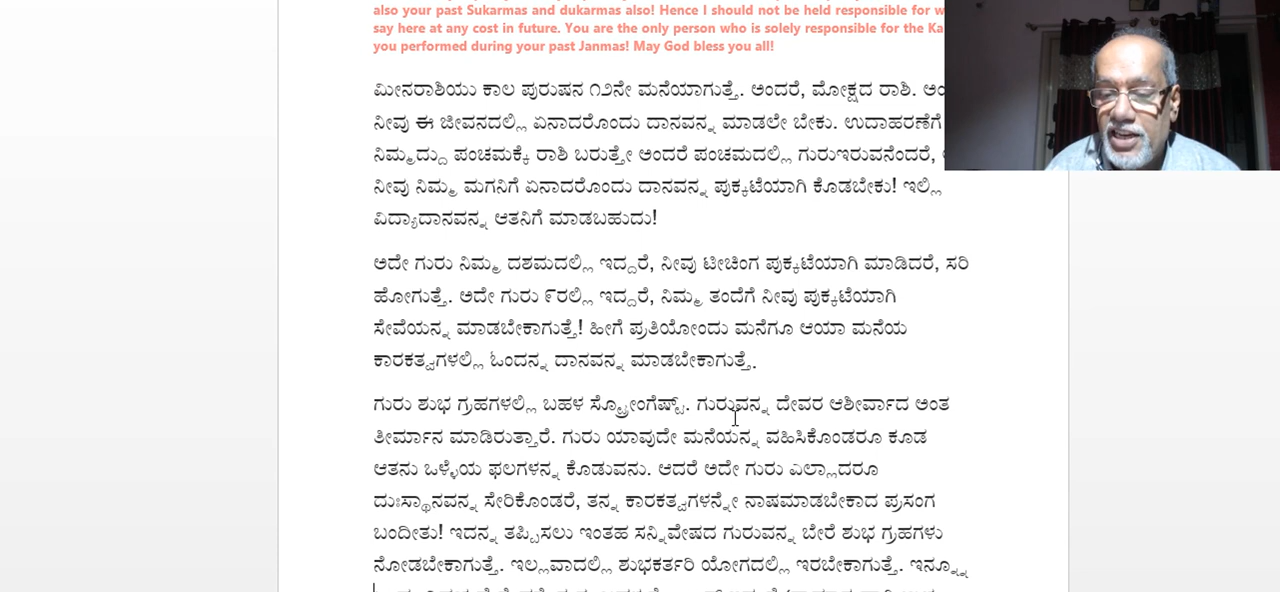 also your past Sukarmas and dukarmas also! Hence I should not be held responsible for w
say here at any cost in future. You are the only person who is solely responsible for the Ka
you performed during your past Janmas! May God bless you all!
ಮೀನರಾಶಿಯು ಕಾಲ ಪುರುಷನ ೧೨ನೇ ಮನೆಯಾಗುತ್ತೆ. ಅಂದರೆ, ಮೋಕ್ಷದ ರಾಶಿ. ಅಂ
ನೀವು ಈ ಜೀವನದಲ್ಲಿ ಏನಾದರೊಂದು ದಾನವನ್ನ ಮಾಡಲೇ ಬೇಕು. ಉದಾಹರಣೆಗೆ
ನಿಮ್ಮದ್ದು ಪಂಚಮಕ್ಕೆ ರಾಶಿ ಬರುತ್ತೇ ಅಂದರೆ ಪಂಚಮದಲ್ಲಿ ಗುರುಇರುವನೆಂದರೆ,
ನೀವು ನಿಮ್ಮ ಮಗನಿಗೆ ಏನಾದರೊಂದು ದಾನವನ್ನ ಪುಕ್ಕಟೆಯಾಗಿ ಕೊಡಬೇಕು! ಇಲ್ಲಿ
ವಿದ್ಯಾದಾನವನ್ನ ಆತನಿಗೆ ಮಾಡಬಹುದು!
ಅದೇ ಗುರು ನಿಮ್ಮ ದಶಮದಲ್ಲಿ ಇದ್ದರೆ, ನೀವು ಟೀಚಿಂಗ ಪುಕ್ಕಟೆಯಾಗಿ ಮಾಡಿದರೆ, ಸರಿ
ಹೋಗುತ್ತೆ. ಅದೇ ಗುರು ೯ರಲ್ಲಿ ಇದ್ದರೆ, ನಿಮ್ಮ ತಂದೆಗೆ ನೀವು ಪುಕ್ಕಟೆಯಾಗಿ
ಸೇವೆಯನ್ನ ಮಾಡಬೇಕಾಗುತ್ತೆ! ಹೀಗೆ ಪ್ರತಿಯೋಂದು ಮನೆಗೂ ಆಯಾ ಮನೆಯ
ಕಾರಕತ್ವಗಳಲ್ಲಿ ಓಂದನ್ನ ದಾನವನ್ನ ಮಾಡಬೇಕಾಗುತ್ತೆ.
ಗುರು ಶುಭ ಗ್ರಹಗಳಲ್ಲಿ ಬಹಳ ಸ್ಟ್ರೋಂಗೆಷ್ಟ್. ಗುರುವನ್ನ ದೇವರ ಆಶೀರ್ವಾದ ಅಂತ
ತೀರ್ಮಾನ ಮಾಡಿರುತ್ತಾರೆ. ಗುರು ಯಾವುದೇ ಮನೆಯನ್ನ ವಹಿಸಿಕೊಂಡರೂ ಕೂಡ
ಆತನು ಒಳ್ಳೆಯ ಫಲಗಳನ್ನ ಕೊಡುವನು. ಆದರೆ ಅದೇ ಗುರು ಎಲ್ಲಾದರೂ
ದುಃಸ್ಥಾನವನ್ನ ಸೇರಿಕೊಂಡರೆ, ತನ್ನ ಕಾರಕತ್ವಗಳನ್ನೇ ನಾಷಮಾಡಬೇಕಾದ ಪ್ರಸಂಗ
ಬಂದೀತು! ಇದನ್ನ ತಪ್ಪಿಸಲು ಇಂತಹ ಸನ್ನಿವೇಷದ ಗುರುವನ್ನ ಬೇರೆ ಶುಭ ಗ್ರಹಗಳು
ನೋಡಬೇಕಾಗುತ್ತೆ. ಇಲ್ಲವಾದಲ್ಲಿ ಶುಭಕರ್ತರಿ ಯೋಗದಲ್ಲಿ ಇರಬೇಕಾಗುತ್ತೆ. ಇನ್ನೂ